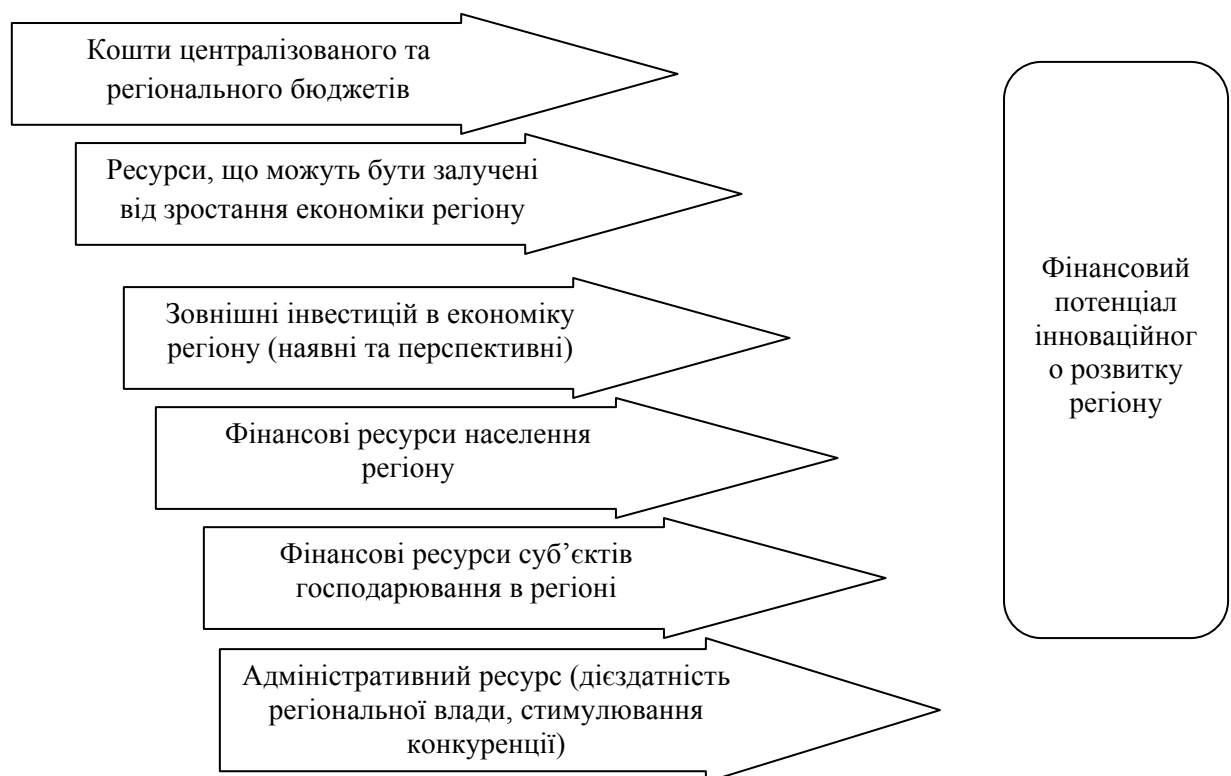 Кошти централізованого та
регіонального бюджетів
Ресурси, що можуть бути залучені
від зростання економіки регіону
Зовнішні інвестицій в економіку
регіону (наявні та перспективні)
Фінансові ресурси населення
регіону
Фінансові ресурси суб’єктів
господарювання в регіоні
Адміністративний ресурс (дієздатність
регіональної влади, стимулювання
конкуренції)
Фінансовий
потенціал
інноваційног
о розвитку
регіону